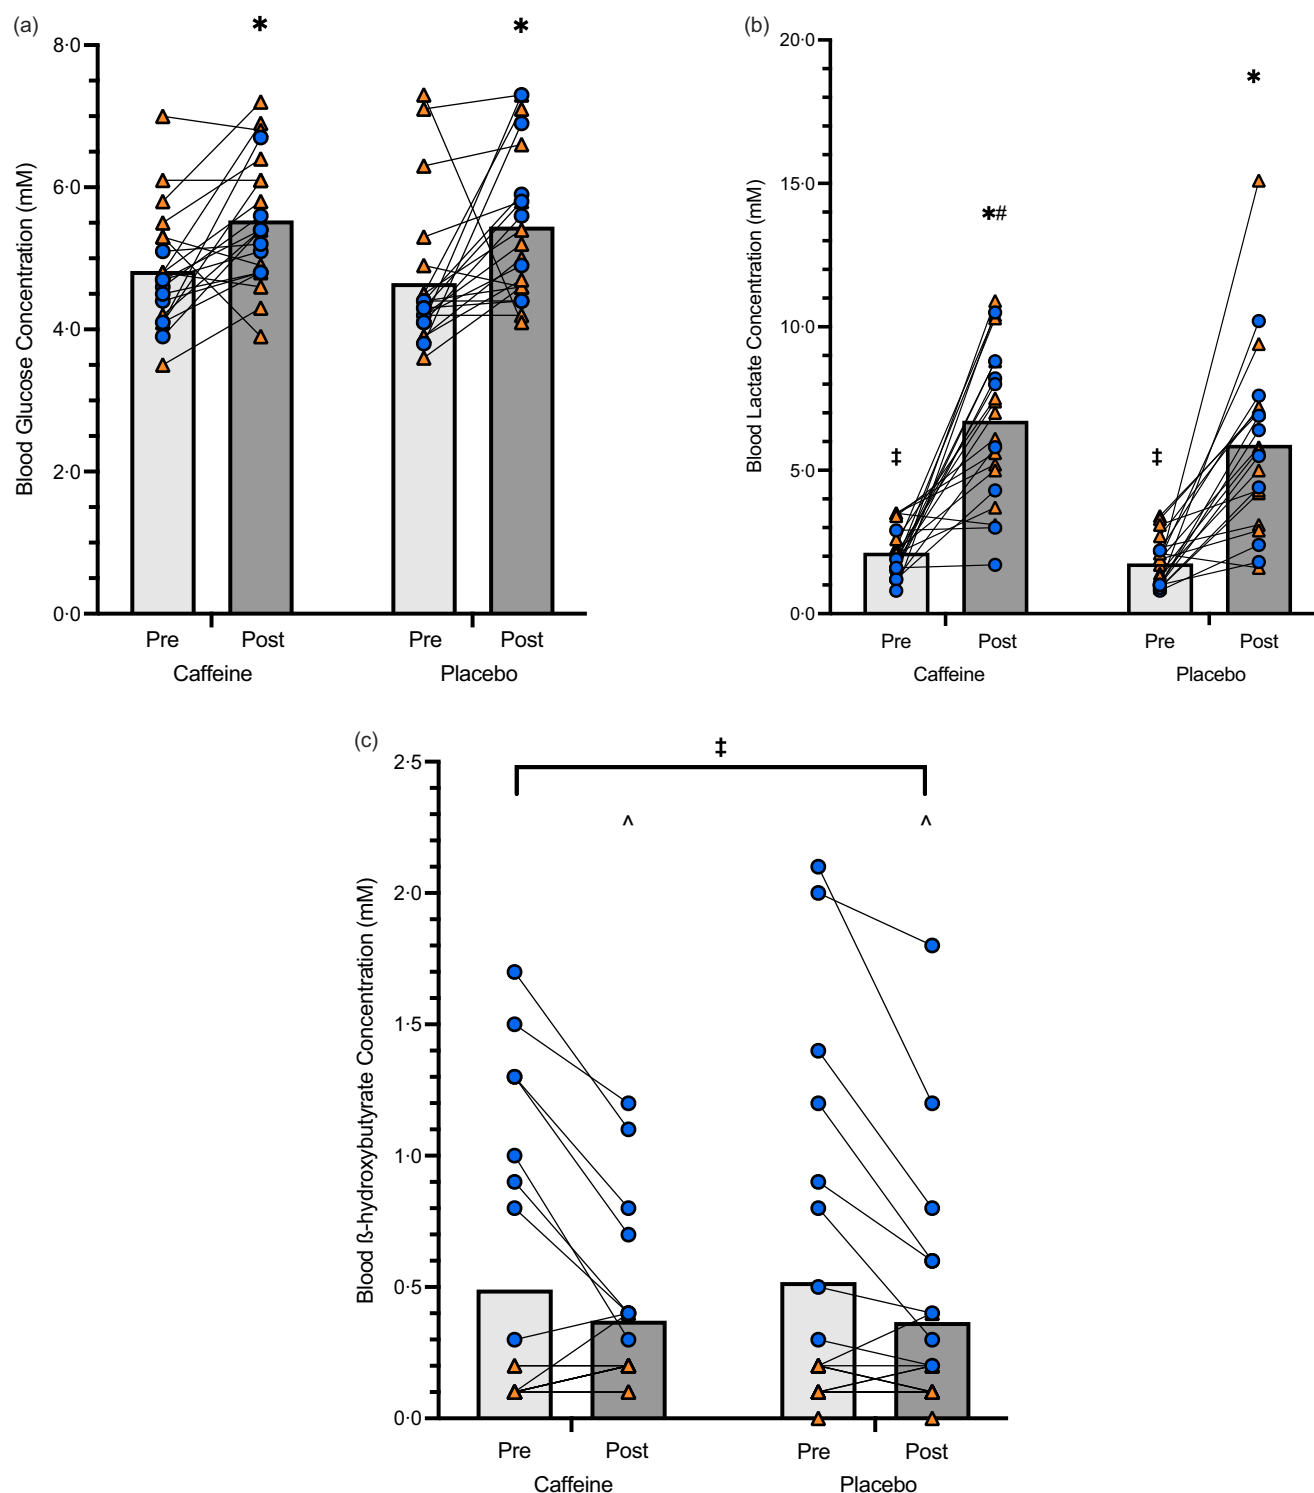 (a)
Blood Glucose Concentration (mM)
8·0
6·0
4·0
2·0
0·0
*
*
Pre
Post
Pre
Post
Caffeine
Placebo
(b)
Blood Lactate Concentration (mM)
20·0
15·0
10·0
5·0
0·0
‡
*#
‡
*
Pre
Post
Pre
Post
Caffeine
Placebo
(c)
Blood ß-hydroxybutyrate Concentration (mM)
2·5
2·0
1·5
1·0
0·5
0·0
‡
^
^
Pre
Post
Pre
Post
Caffeine
Placebo